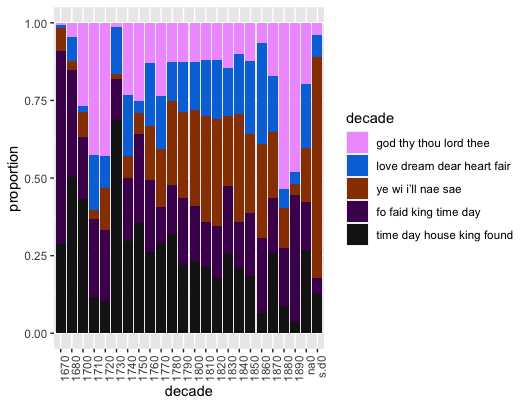 1.00
0.75
0.50
0.25
0.00
proportion
1670
1680
1700
1710
1720
1730
1740
1750
1760
1770
1780
1790
1800
1810
1820
1830
1840
1850
1860
1870
1880
1890
na0
s.d0
decade
decade
god thy thou lord thee
love dream dear heart fair
ye wi i'll nae sae
fo faid king time day
time day house king found